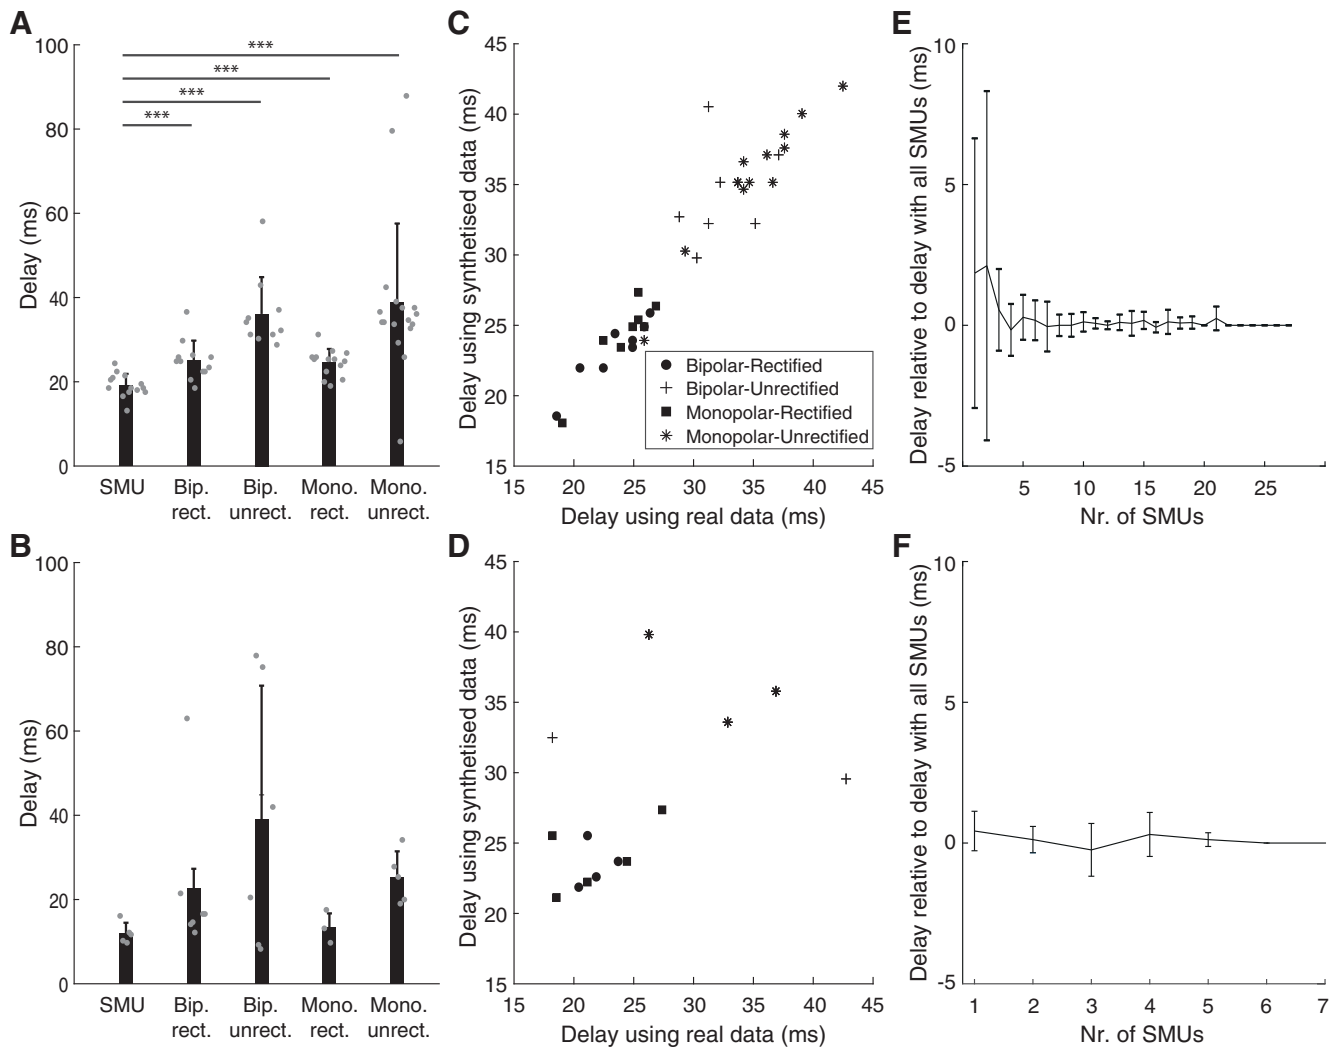 A
100
80
60
40
20
0
Delay (ms)
***
***
***
***
SMU
Bip. rect.
Bip. unrect.
Mono. rect.
Mono. unrect.
C
45
40
35
30
25
20
15
Delay using synthetised data (ms)
Bipolar-Rectified
Bipolar-Unrectified
Monopolar-Rectified
Monopolar-Unrectified
15 20 25 30 35 40 45
Delay using real data (ms)
E
10
5
0
-5
Delay relative to delay with all SMUs (ms)
5 10 15 20 25
Nr. of SMUs
B
100
80
60
40
20
0
Delay (ms)
SMU
Bip. rect.
Bip. unrect.
Mono. rect.
Mono. unrect.
D
45
40
35
30
25
20
15
Delay using synthetised data (ms)
15 20 25 30 35 40 45
Delay using real data (ms)
F
10
5
0
-5
Delay relative to delay with all SMUs (ms)
1 2 3 4 5 6 7
Nr. of SMUs